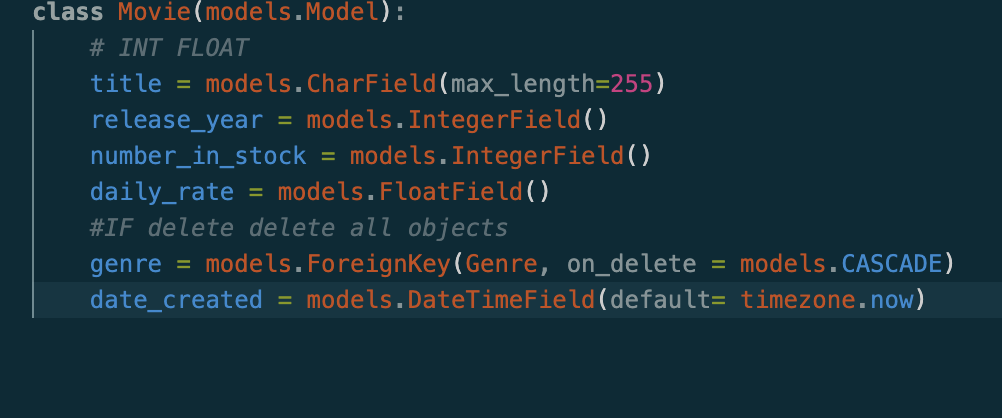 class Movie(models.Model):
# INT FLOAT
title = models.CharField(max_length=255)
release_year = models.IntegerField()
number_in_stock = models.IntegerField()
daily_rate = models.FloatField()
#IF delete delete all objects
genre = models.ForeignKey(Genre, on_delete = models.CASCADE)
date_created = models.DateTimeField(default= timezone.now)